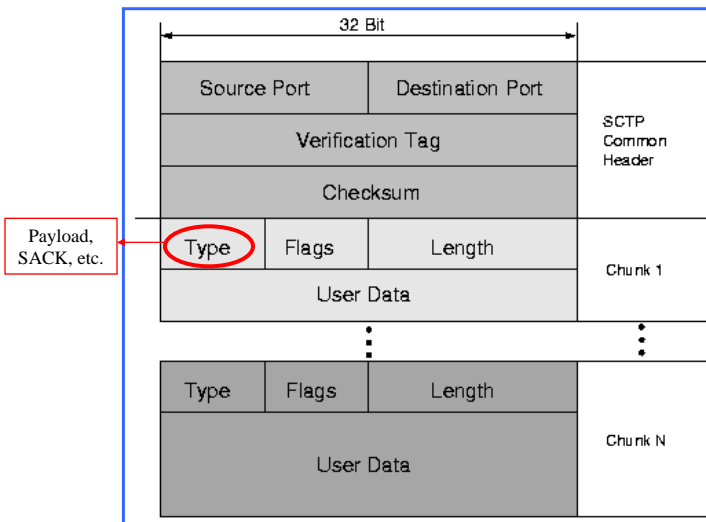 32 Bit
Source Port
Destination Port
Verification Tag
Checksum
SCTP
Common
Header
Payload,
SACK, etc.
Type
Flags
Length
User Data
Chunk 1
Type
Flags
Length
User Data
Chunk N